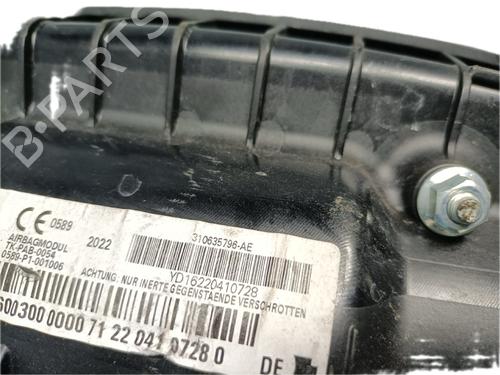 B-PARTS
CE 0589
2022
310635796-AE
AIRBAGMODUL
TK-PAB-0054
0589-P1-001006
YD16220410728
ACHTUNG: NUR INERTE GEGENSTAENDE VERSCHROTTEN
600300 0000 71 22 041 0728 0
DE